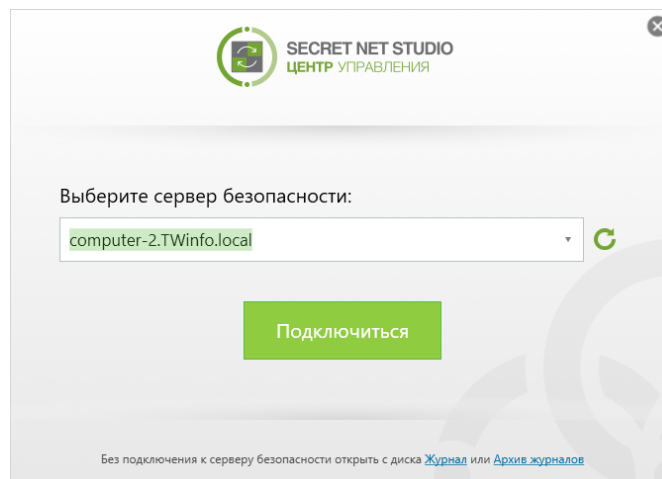 SECRET NET STUDIO
ЦЕНТР УПРАВЛЕНИЯ
Выберите сервер безопасности:
computer-2.TWinfo.local
Подключиться
Без подключения к серверу безопасности открыть с диска Журнал или Архив журналов